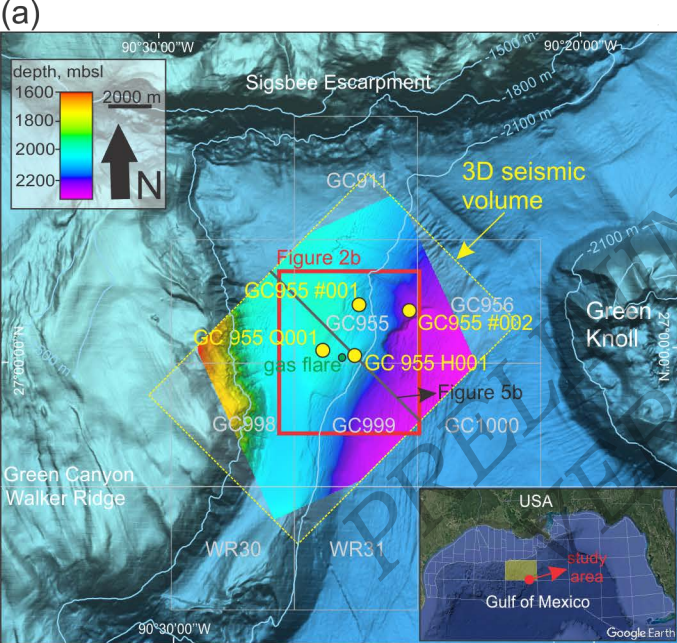 (a)
90°30'00"W
90°20'00"W
depth, mbsl
1600
1800
2000
2200
2000 m
N
Sigsbee Escarpment
-1500 m
-1800 m
-2100 m
GC911
3D seismic
volume
-2100 m
Figure 2b
GC955 #001
GC955
GC956
GC955 #002
GC 955 Q001
gas flare
GC 955 H001
Green
Knoll
27°00'00"N
27°00'00"N
Figure 5b
GC998
GC999
GC1000
Green Canyon
Walker Ridge
WR30
WR31
USA
study
area
Gulf of Mexico
Google Earth
90°30'00"W